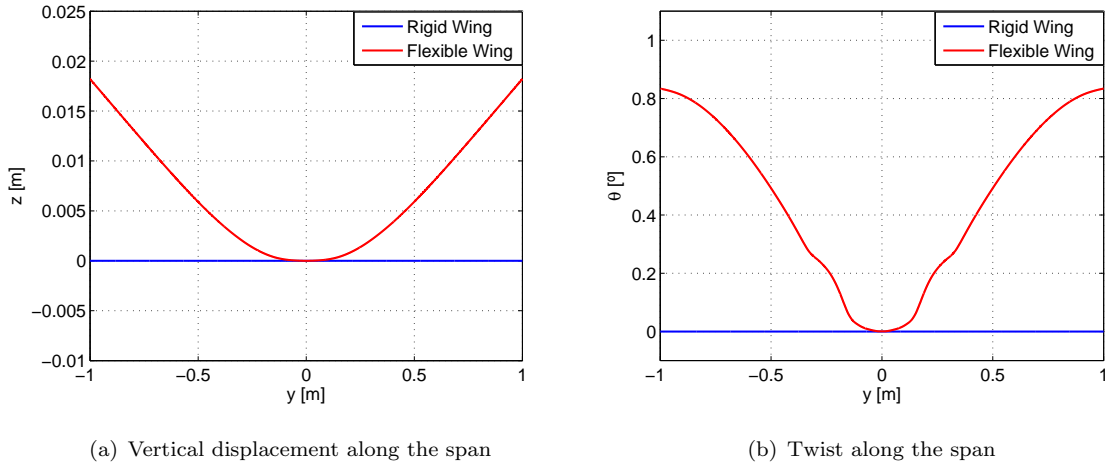 0.025
0.02
0.015
0.01
0.005
0
−0.005
−0.01
−1
−0.5
0
0.5
1
z [m]
y [m]
Rigid Wing
Flexible Wing
(a) Vertical displacement along the span
1
0.8
0.6
0.4
0.2
0
−1
−0.5
0
0.5
1
θ [º]
y [m]
Rigid Wing
Flexible Wing
(b) Twist along the span